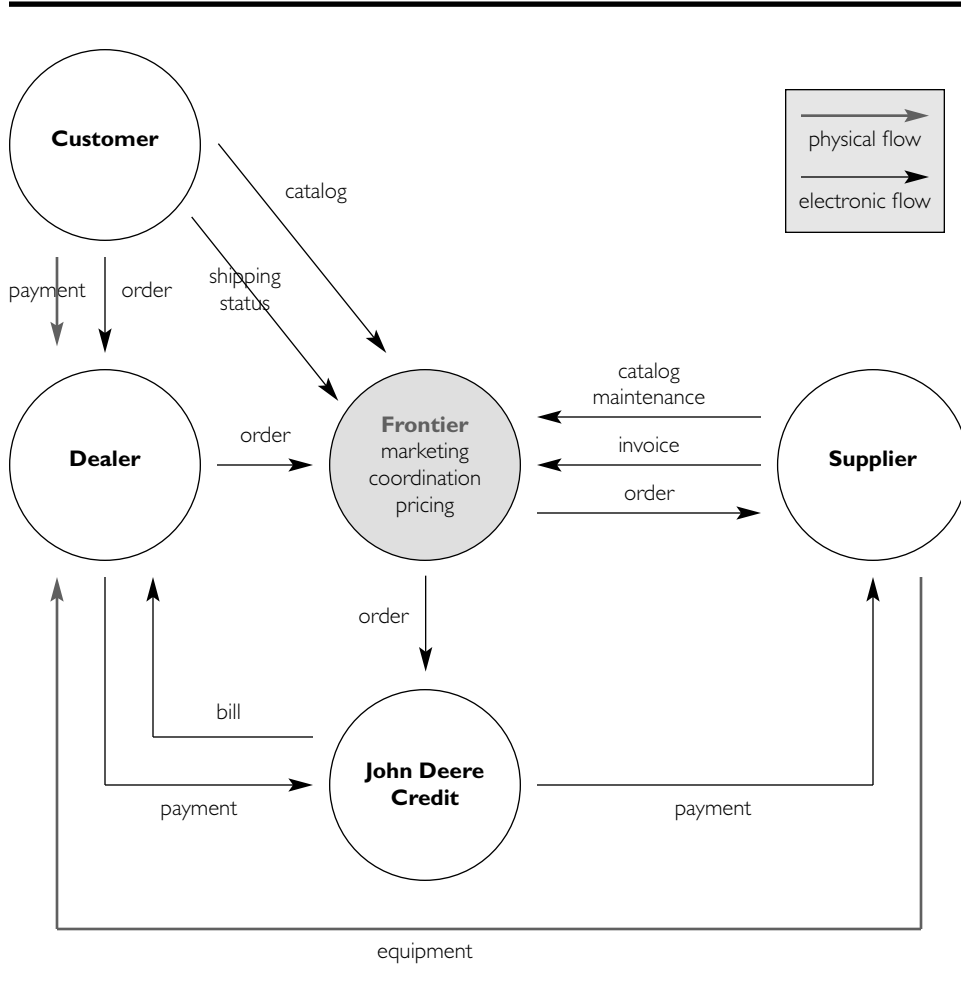 Customer
physical flow
electronic flow
catalog
shipping
status
payment
order
catalog
maintenance
Dealer
order
Frontier
marketing
coordination
pricing
invoice
order
Supplier
order
bill
John Deere
Credit
payment
payment
equipment